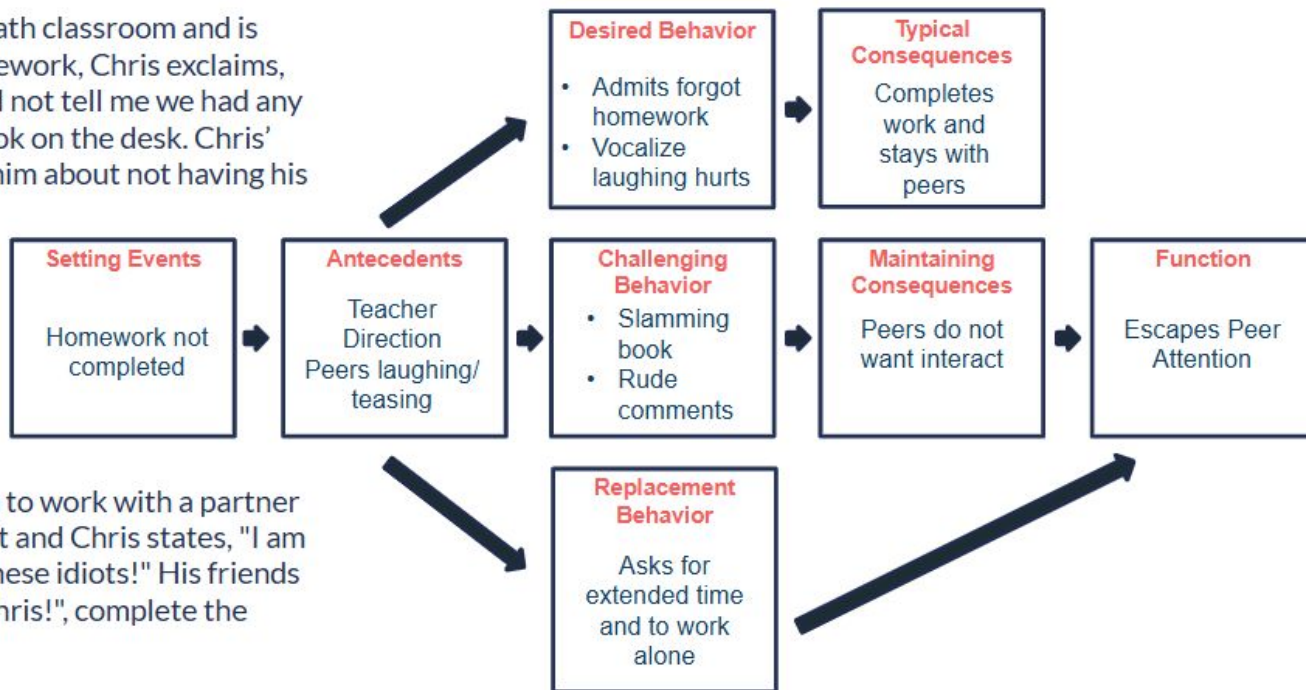 ath classroom and is
ework, Chris exclaims,
l not tell me we had any
ok on the desk. Chris'
him about not having his
Desired Behavior
• Admits forgot
homework
• Vocalize
laughing hurts
Typical
Consequences
Completes
work and
stays with
peers
Setting Events
Homework not
completed
Antecedents
Teacher
Direction
Peers laughing/
teasing
Challenging
Behavior
• Slamming
book
• Rude
comments
Maintaining
Consequences
Peers do not
want interact
Function
Escapes Peer
Attention
to work with a partner
t and Chris states, "I am
hese idiots!" His friends
hris!", complete the
Replacement
Behavior
Asks for
extended time
and to work
alone